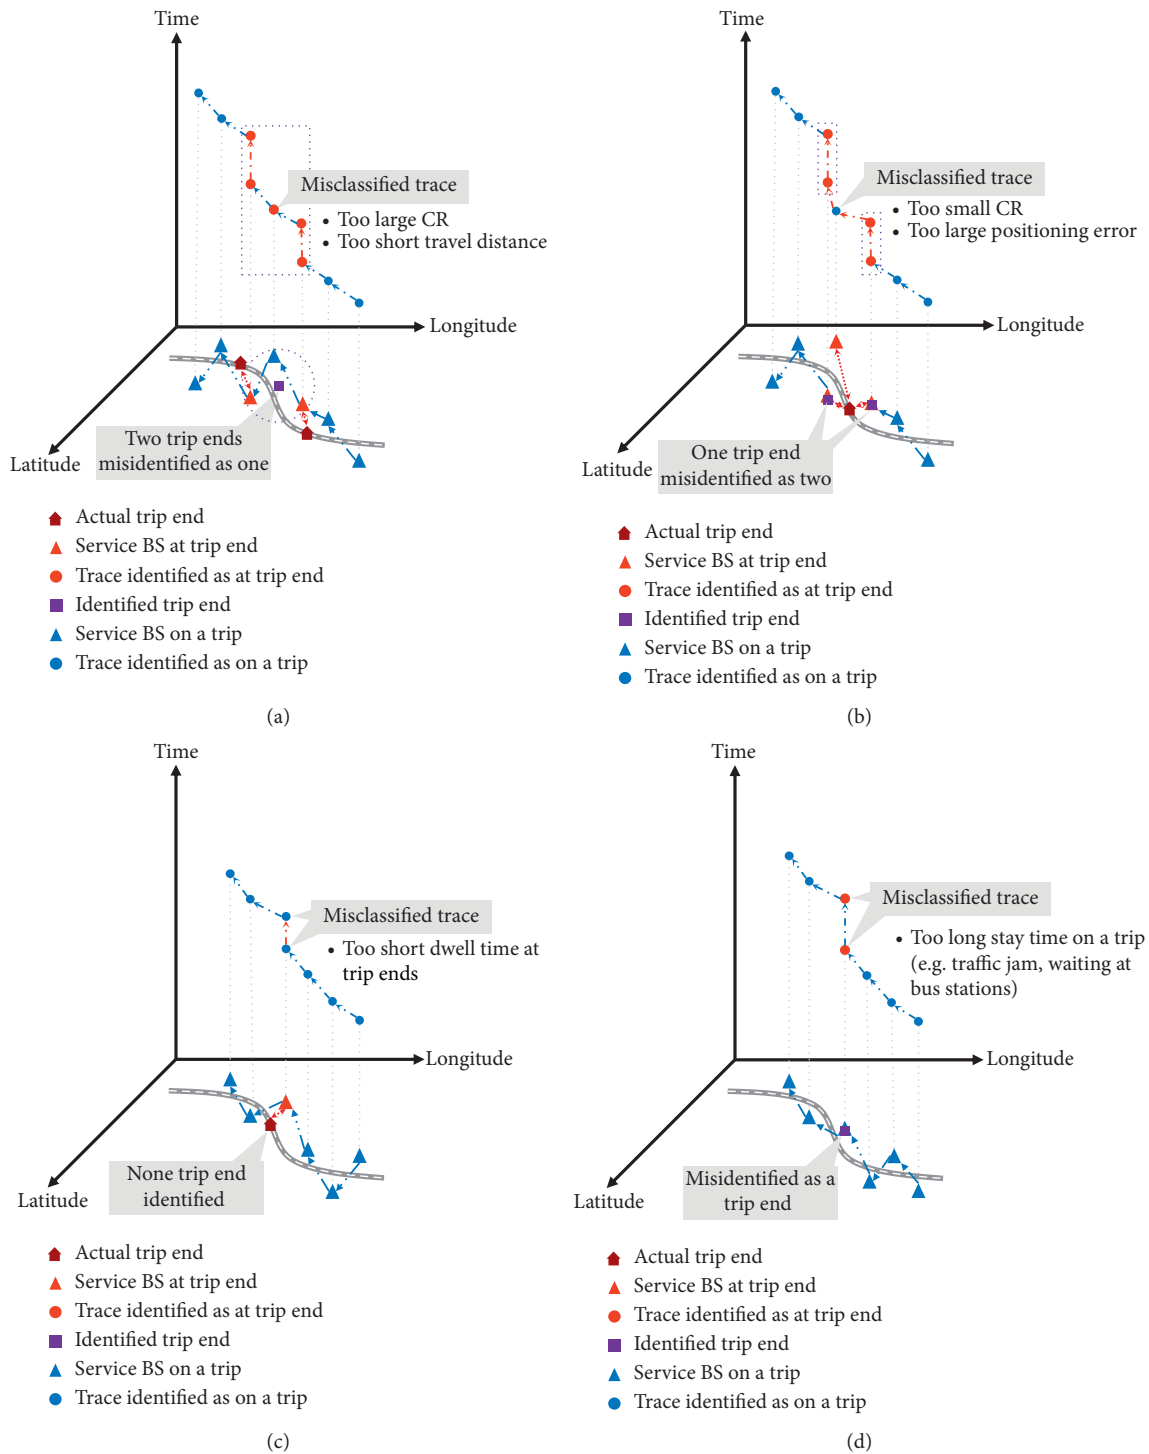 Time
Misclassified trace
• Too large CR
• Too short travel distance
Longitude
Two trip ends
misidentified as one
Latitude
Actual trip end
Service BS at trip end
Trace identified as at trip end
Identified trip end
Service BS on a trip
Trace identified as on a trip
(a)
Time
Misclassified trace
• Too small CR
• Too large positioning error
Longitude
One trip end
misidentified as two
Latitude
Actual trip end
Service BS at trip end
Trace identified as at trip end
Identified trip end
Service BS on a trip
Trace identified as on a trip
(b)
Time
Misclassified trace
• Too short dwell time at
trip ends
Longitude
None trip end
identified
Latitude
Actual trip end
Service BS at trip end
Trace identified as at trip end
Identified trip end
Service BS on a trip
Trace identified as on a trip
(c)
Time
Misclassified trace
• Too long stay time on a trip
(e.g. traffic jam, waiting at
bus stations)
Longitude
Misidentified as a
trip end
Latitude
Actual trip end
Service BS at trip end
Trace identified as at trip end
Identified trip end
Service BS on a trip
Trace identified as on a trip
(d)